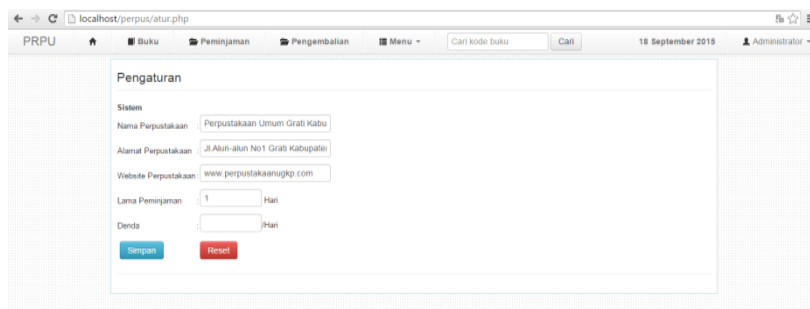 localhost/perpus/atur.php
PRPU Buku Peminjaman Pengembalian Menu Cari kode buku Cari 18 September 2015 Administrator
Pengaturan
Sistem
Nama Perpustakaan : Perpustakaan Umum Grati Kabu
Alamat Perpustakaan : Jl.Alun-alun No1 Grati Kabupate
Website Perpustakaan : www.perpustakaanugkp.com
Lama Peminjaman : 1 Hari
Denda : /Hari
Simpan Reset